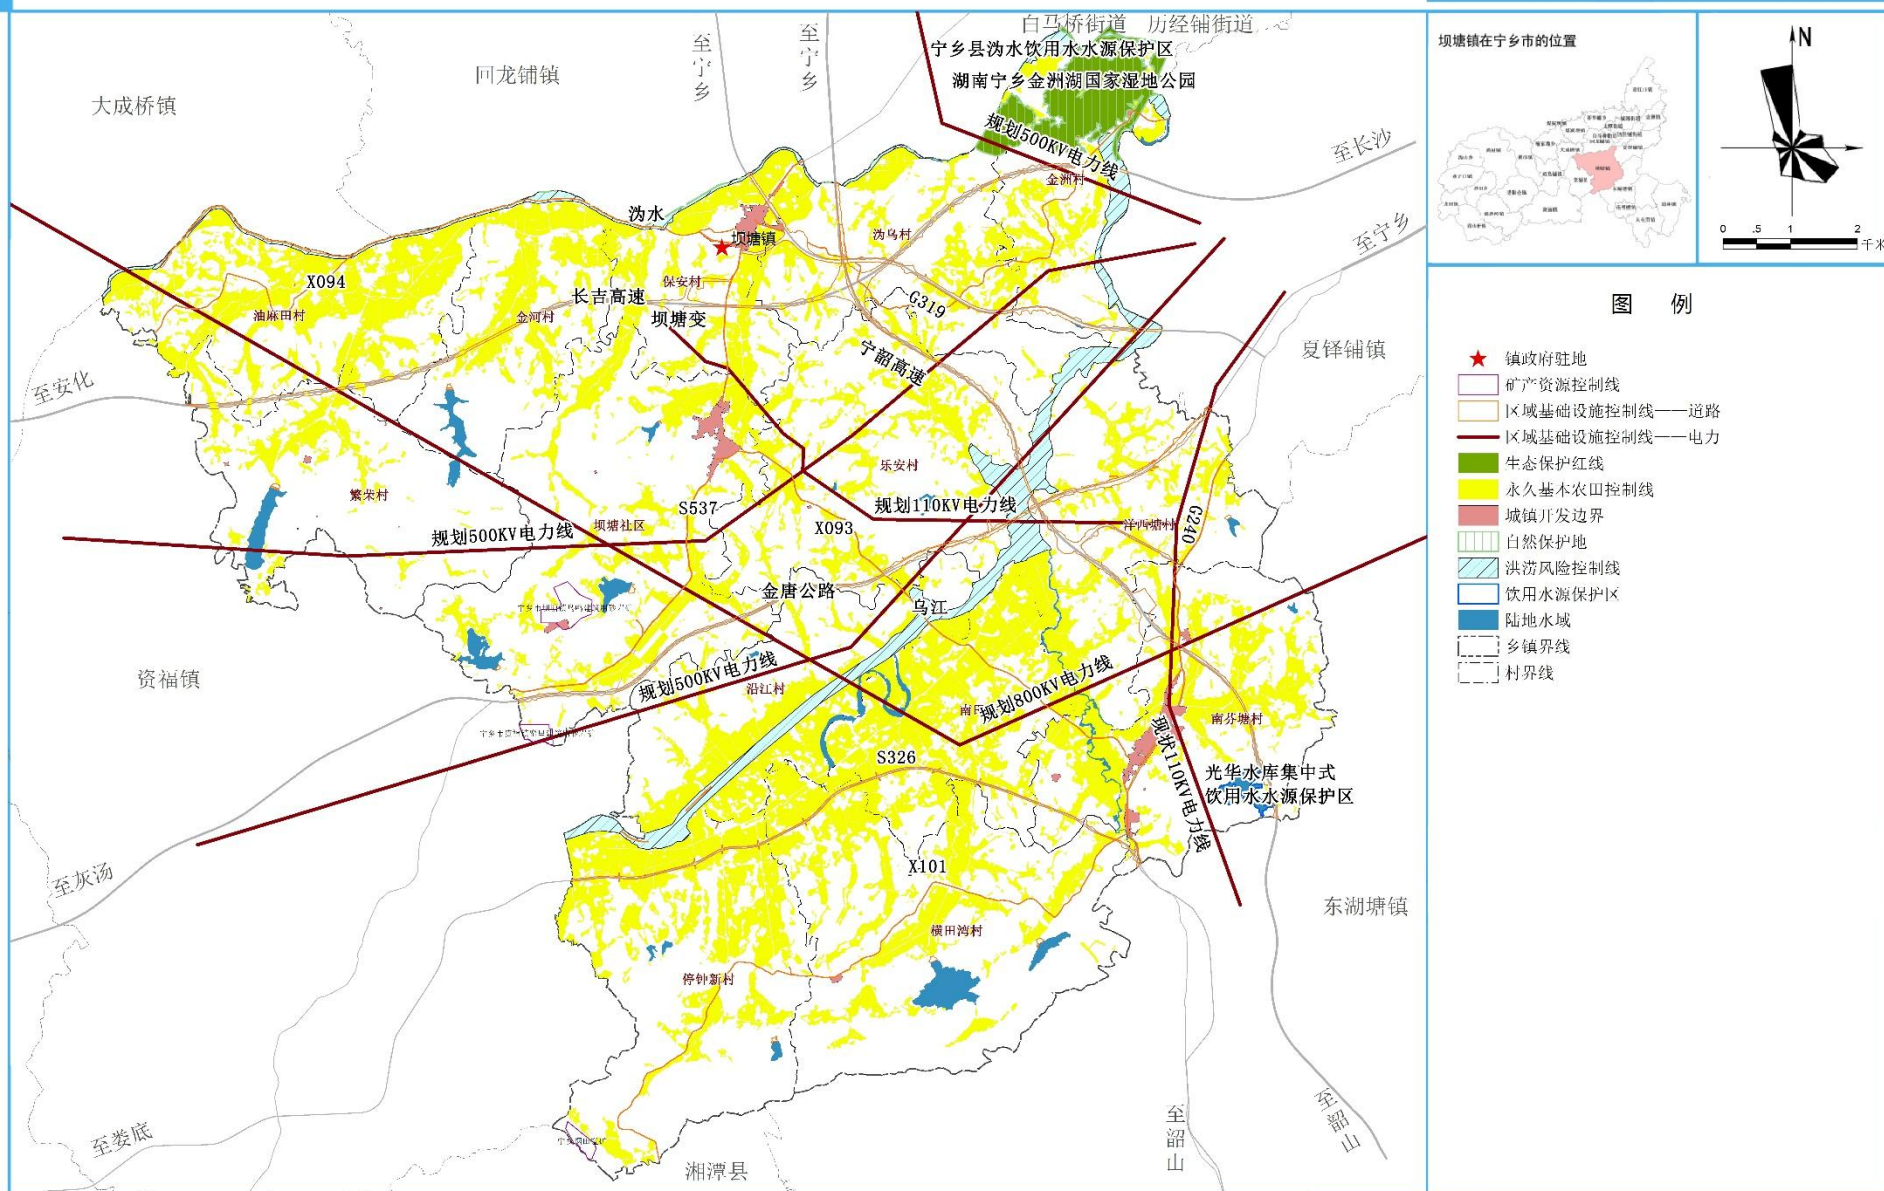 白马桥街道
历经铺街道
宁乡县沩水饮用水水源保护区
湖南宁乡金洲湖国家湿地公园
回龙铺镇
大成桥镇
至宁乡
至宁乡
规划500KV电力线
至长沙
金洲村
沩水
坝塘镇
沩乌村
至宁乡
保安村
X094
长吉高速
G319
油麻田村
金河村
坝塘变
宁韶高速
夏铎铺镇
至安化
乐安村
繁荣村
S537
规划110KV电力线
坝塘社区
X093
洋西塘村
G240
规划500KV电力线
金唐公路
乌江
资福镇
规划500KV电力线
沿江村
规划800KV电力线
南芬塘村
现状110KV电力线
S326
光华水库集中式
饮用水水源保护区
至灰汤
X101
东湖塘镇
横田湾村
停钟新村
至娄底
至韶山
至韶山
湘潭县
坝塘镇在宁乡市的位置
N
0 .5 1 2
千米
图 例
镇政府驻地
矿产资源控制线
区域基础设施控制线——道路
区域基础设施控制线——电力
生态保护红线
永久基本农田控制线
城镇开发边界
自然保护地
洪涝风险控制线
饮用水源保护区
陆地水域
乡镇界线
村界线